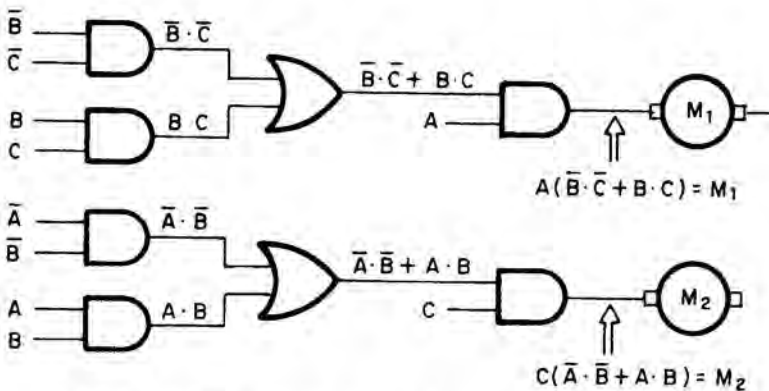 B̅
C̅
B̅·C̅
B
C
B·C
B̅·C̅ + B·C
A
M₁
A(B̅·C̅ + B·C) = M₁
A̅
B̅
A̅·B̅
A
B
A·B
A̅·B̅ + A·B
C
M₂
C(A̅·B̅ + A·B) = M₂